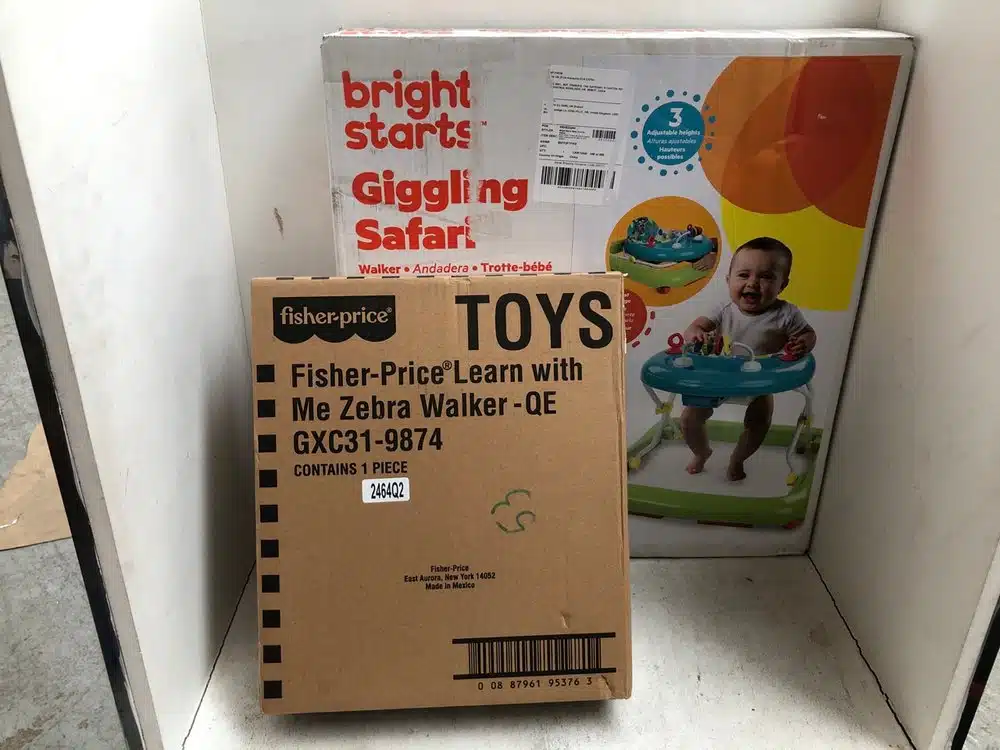 bright
starts™
Giggling
Safari
Walker • Andadera • Trotte-bébé
3
Adjustable heights
Alturas ajustables
Hauteurs
possibles
fisher-price®
TOYS
Fisher-Price® Learn with
Me Zebra Walker - QE
GXC31-9874
CONTAINS 1 PIECE
2464Q2
Fisher-Price
East Aurora, New York 14052
Made in Mexico
0 08 87961 95376 3